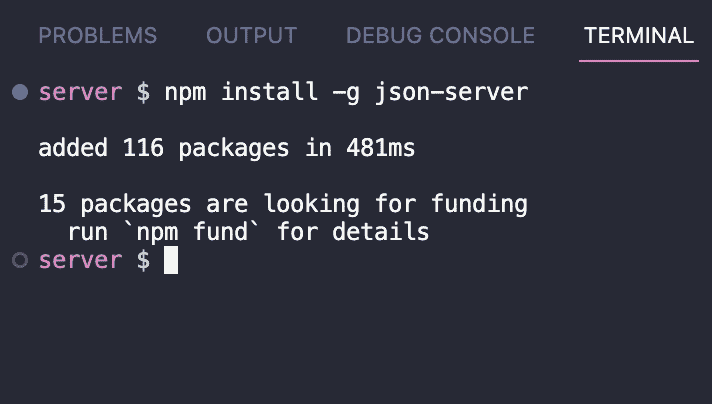 PROBLEMS OUTPUT DEBUG CONSOLE TERMINAL
server $ npm install -g json-server
added 116 packages in 481ms
15 packages are looking for funding
run `npm fund` for details
server $